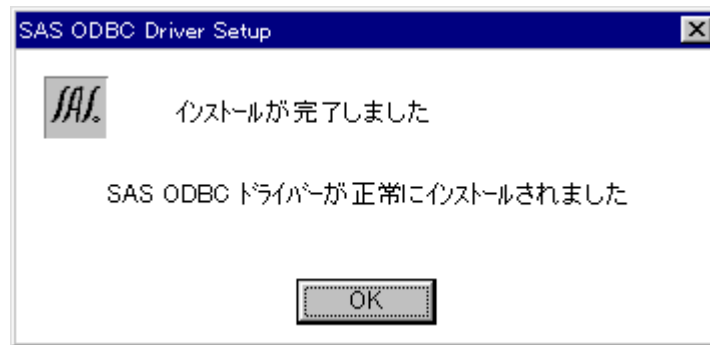 SAS ODBC Driver Setup
SAS.
インストールが完了しました
SAS ODBC ドライバーが正常にインストールされました
OK